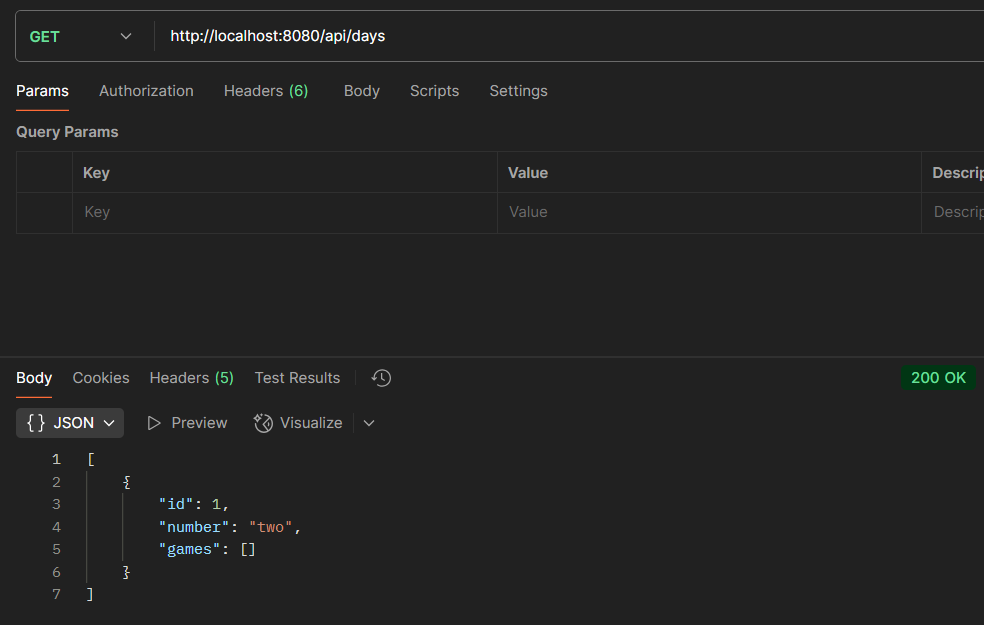 GET http://localhost:8080/api/days
Params Authorization Headers (6) Body Scripts Settings
Query Params
Key Value Descrip
Key Value Descrip
Body Cookies Headers (5) Test Results 200 OK
{ } JSON Preview Visualize
1 [
2 {
3 "id": 1,
4 "number": "two",
5 "games": []
6 }
7 ]